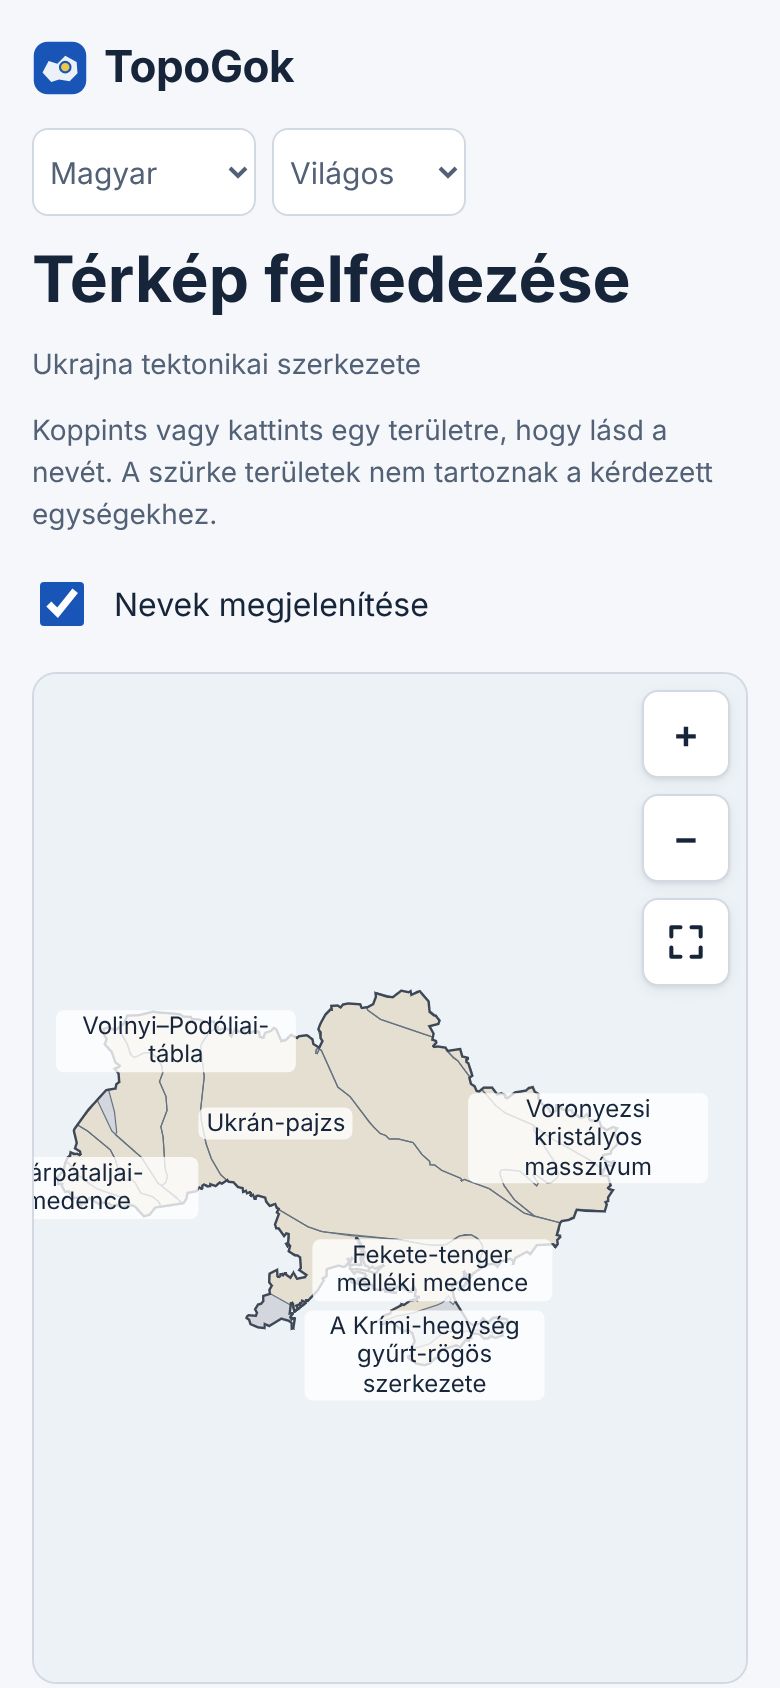 TopoGok
Magyar
Világos
Térkép felfedezése
Ukrajna tektonikai szerkezete
Koppints vagy kattints egy területre, hogy lásd a
nevét. A szürke területek nem tartoznak a kérdezett
egységekhez.
Nevek megjelenítése
+
−
Volinyi–Podóliai-
tábla
Ukrán-pajzs
Voronyezsi
kristályos
masszívum
árpátaljai-
medence
Fekete-tenger
melléki medence
A Krími-hegység
gyűrt-rögös
szerkezete